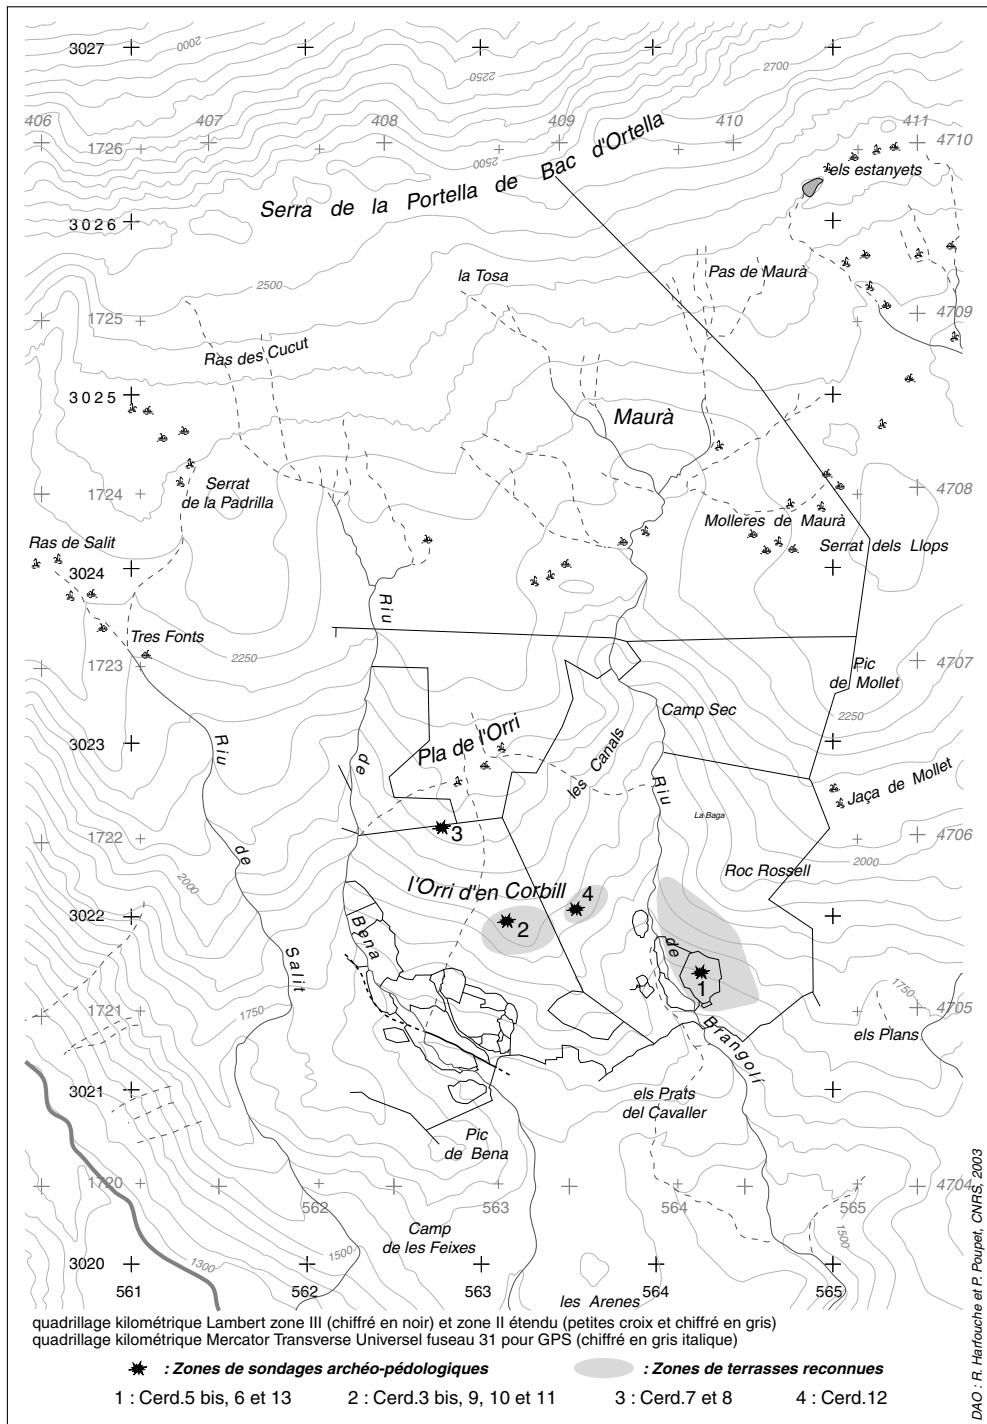 3027
2000
2250
2700
406
407
408
409
410
411
1726
2500
2500
4710
Serra de la Portella de Bac d'Ortella
els estanyets
3026
la Tosa
Pas de Maurà
2500
1725
4709
Ras des Cucut
3025
Maurà
1724
Serrat
de la Padrilla
4708
Molleres de Maurà
Ras de Salit
Serrat dels Llops
3024
Riu
Tres Fonts
2250
1723
4707
Pic
de Mollet
2250
Camp Sec
3023
Riu
Pla de l'Orri
de
les Canals
Riu
Jaça de Mollet
La Baga
1722
3
4706
de
2000
2000
Roc Rossell
l'Orri d'en Corbill
4
3022
Bena
2
de
Salit
1
1750
1750
1721
4705
Brangolí
els Plans
3021
els Prats
del Cavaller
Pic
de Bena
1720
4704
562
563
564
565
Camp
de les Feixes
1500
1500
1300
3020
561
562
563
564
565
les Arenes
quadrillage kilométrique Lambert zone III (chiffré en noir) et zone II étendu (petites croix et chiffré en gris)
quadrillage kilométrique Mercator Transverse Universel fuseau 31 pour GPS (chiffré en gris italique)
: Zones de sondages archéo-pédologiques
: Zones de terrasses reconnues
1 : Cerd.5 bis, 6 et 13 2 : Cerd.3 bis, 9, 10 et 11 3 : Cerd.7 et 8 4 : Cerd.12
DAO : R. Harfouche et P. Poupet, CNRS, 2003